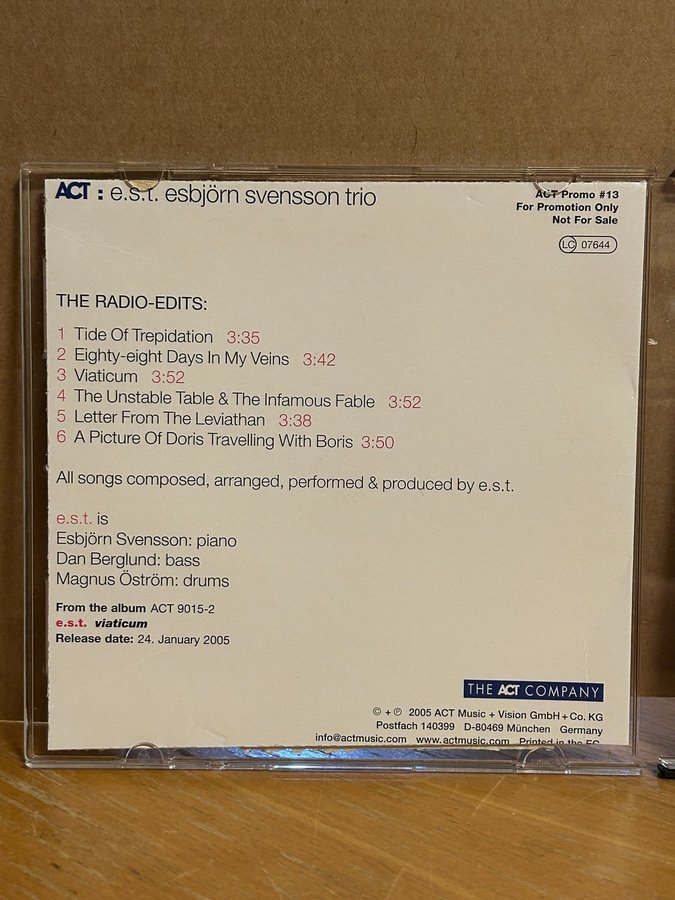 ACT : e.s.t. esbjörn svensson trio
ACT Promo #13
For Promotion Only
Not For Sale
LC 07644
THE RADIO-EDITS:
1 Tide Of Trepidation 3:35
2 Eighty-eight Days In My Veins 3:42
3 Viaticum 3:52
4 The Unstable Table & The Infamous Fable 3:52
5 Letter From The Leviathan 3:38
6 A Picture Of Doris Travelling With Boris 3:50
All songs composed, arranged, performed & produced by e.s.t.
e.s.t. is
Esbjörn Svensson: piano
Dan Berglund: bass
Magnus Öström: drums
From the album ACT 9015-2
e.s.t. viaticum
Release date: 24. January 2005
THE ACT COMPANY
© + ℗ 2005 ACT Music + Vision GmbH + Co. KG
Postfach 140399 D-80469 München Germany
info@actmusic.com www.actmusic.com Printed in the EC